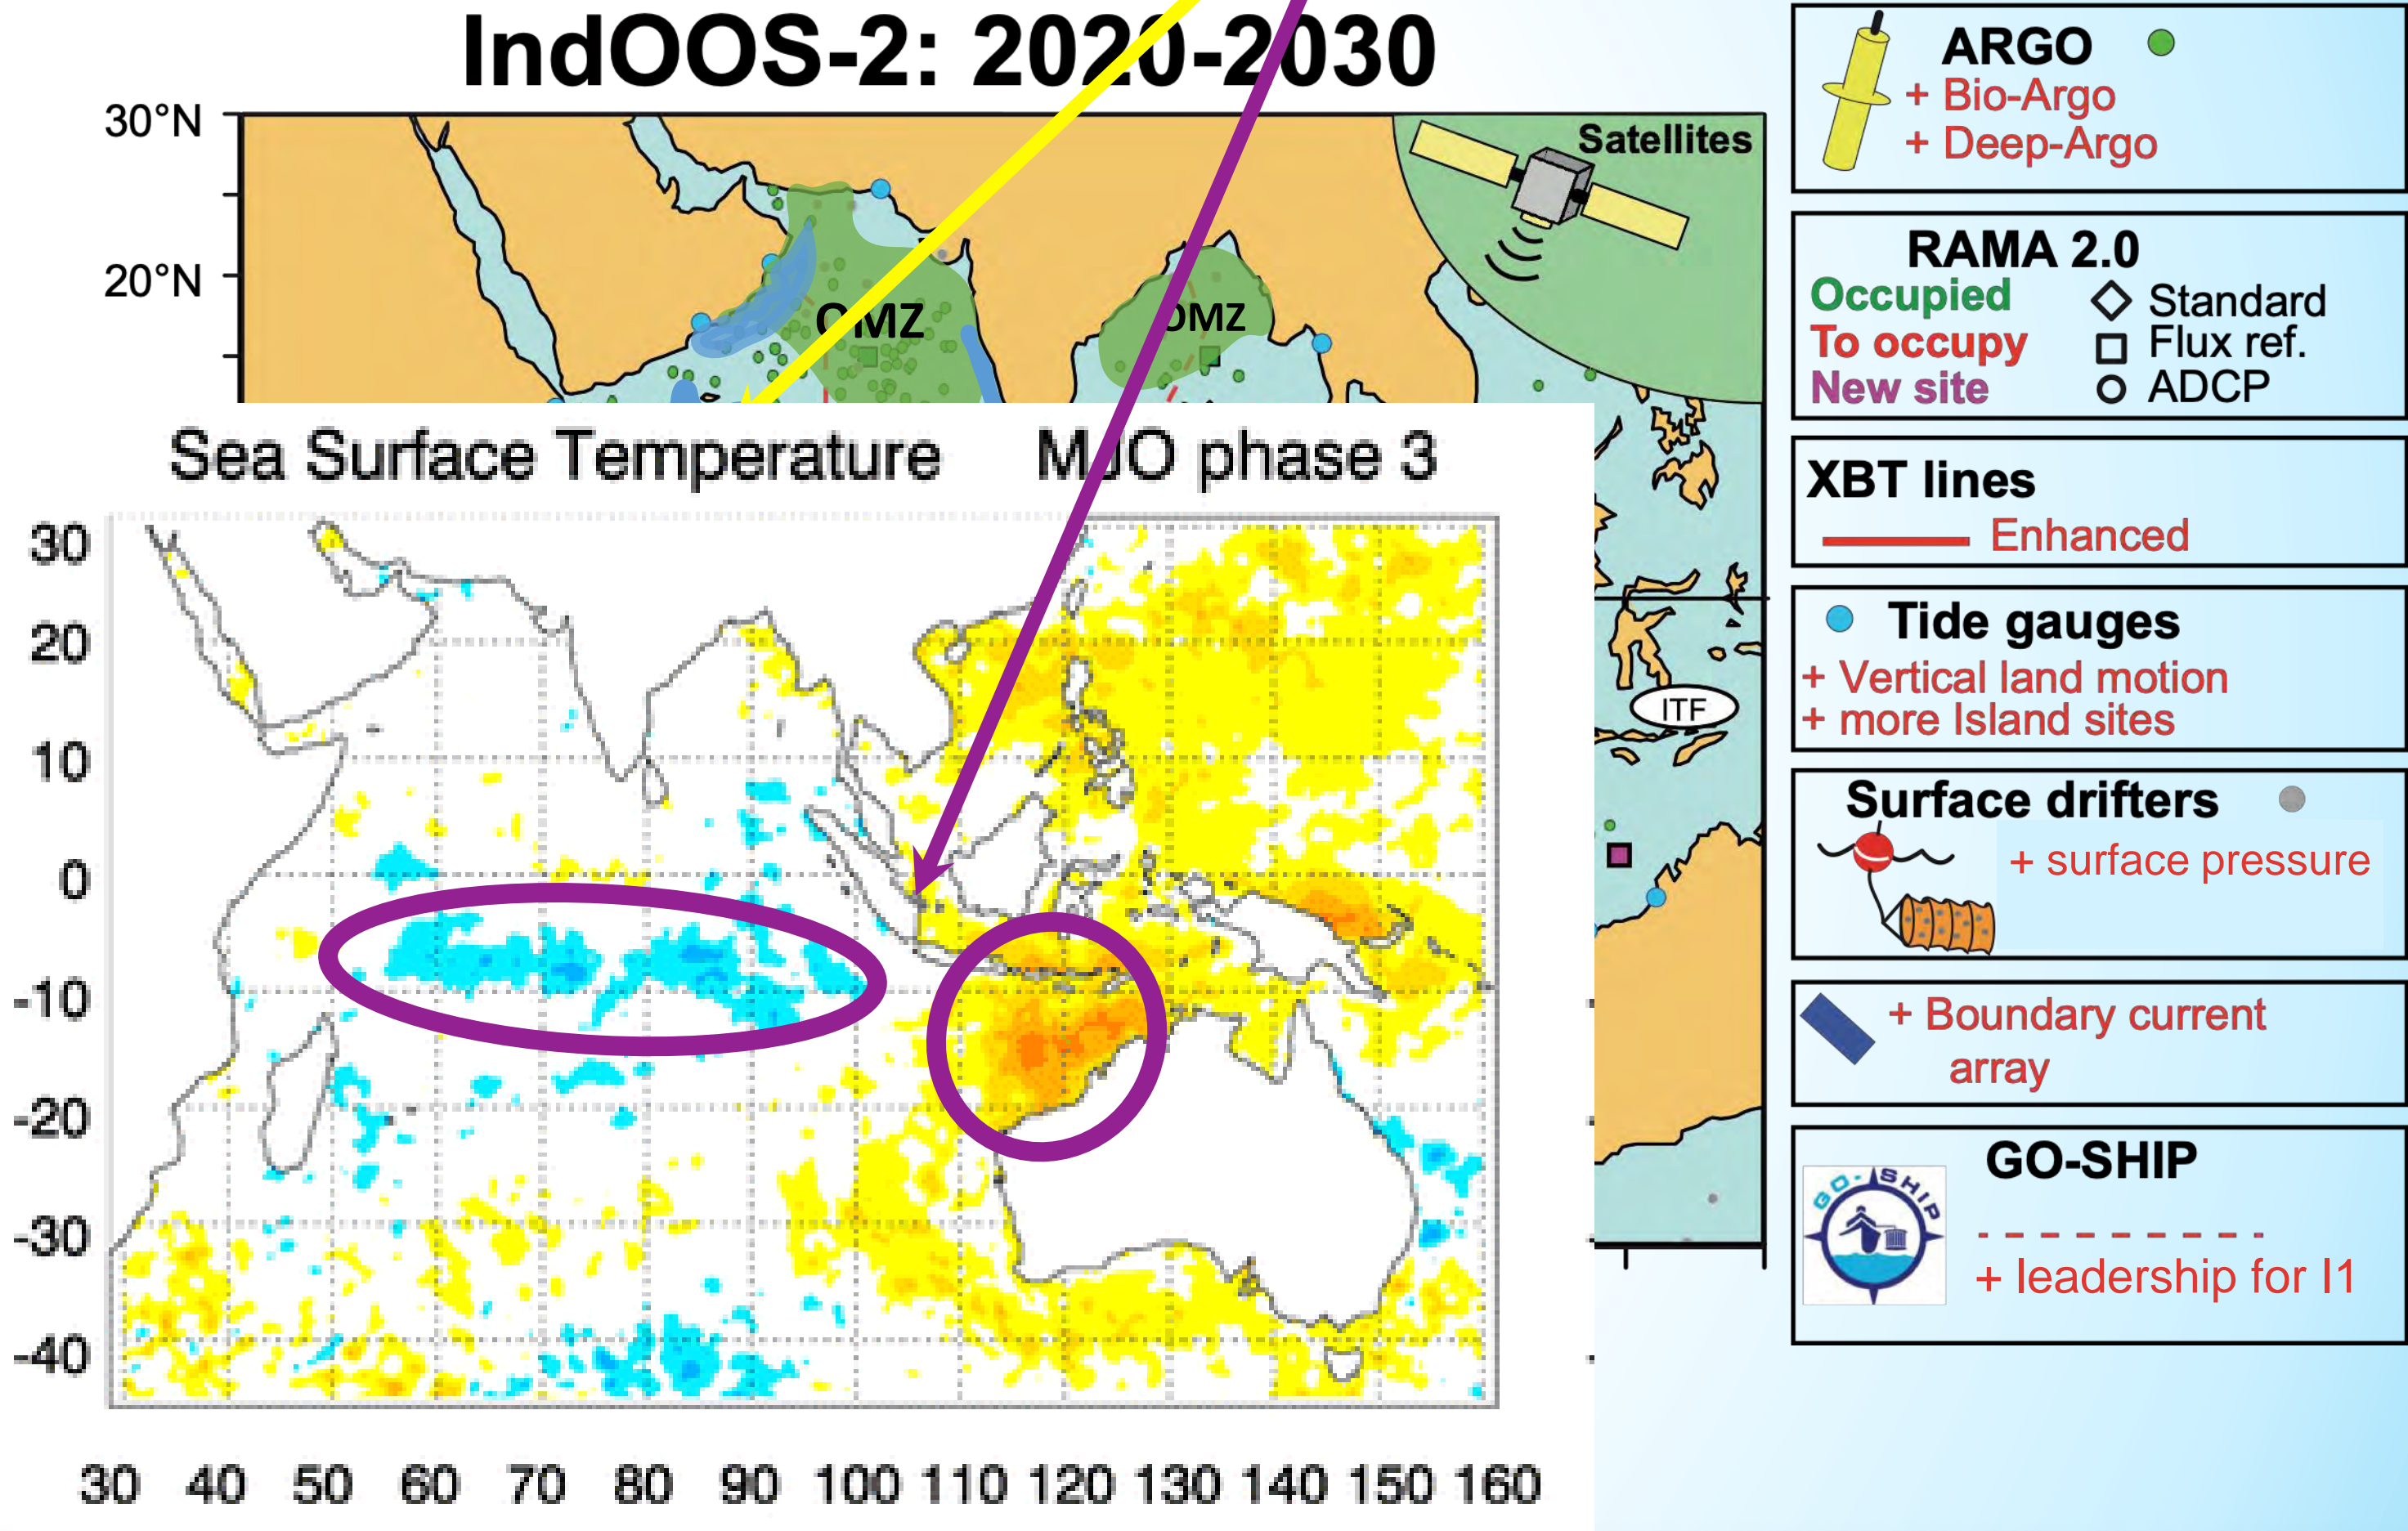 IndOOS-2: 2020-2030
30°N
20°N
Satellites
OMZ
OMZ
Sea Surface Temperature MJO phase 3
30
20
10
0
-10
-20
-30
-40
30 40 50 60 70 80 90 100 110 120 130 140 150 160
ITF
ARGO
+ Bio-Argo
+ Deep-Argo
RAMA 2.0
Occupied
Standard
To occupy
Flux ref.
New site
ADCP
XBT lines
Enhanced
Tide gauges
+ Vertical land motion
+ more Island sites
Surface drifters
+ surface pressure
+ Boundary current
array
GO-SHIP
GO-SHIP
+ leadership for I1